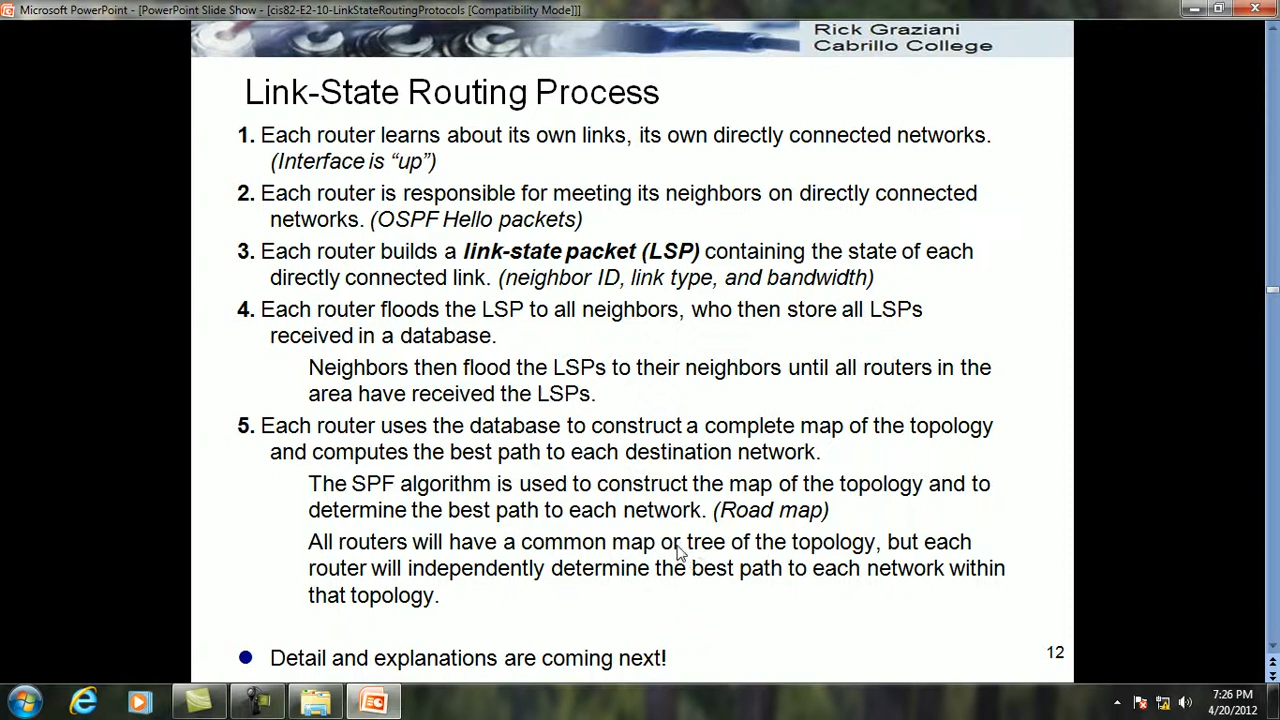 Microsoft PowerPoint - [PowerPoint Slide Show - [cis82-E2-10-LinkStateRoutingProtocols [Compatibility Mode]]]
Rick Graziani
Cabrillo College
Link-State Routing Process
1. Each router learns about its own links, its own directly connected networks.
(Interface is “up”)
2. Each router is responsible for meeting its neighbors on directly connected
networks. (OSPF Hello packets)
3. Each router builds a link-state packet (LSP) containing the state of each
directly connected link. (neighbor ID, link type, and bandwidth)
4. Each router floods the LSP to all neighbors, who then store all LSPs
received in a database.
Neighbors then flood the LSPs to their neighbors until all routers in the
area have received the LSPs.
5. Each router uses the database to construct a complete map of the topology
and computes the best path to each destination network.
The SPF algorithm is used to construct the map of the topology and to
determine the best path to each network. (Road map)
All routers will have a common map or tree of the topology, but each
router will independently determine the best path to each network within
that topology.
Detail and explanations are coming next!
12
7:26 PM
4/20/2012